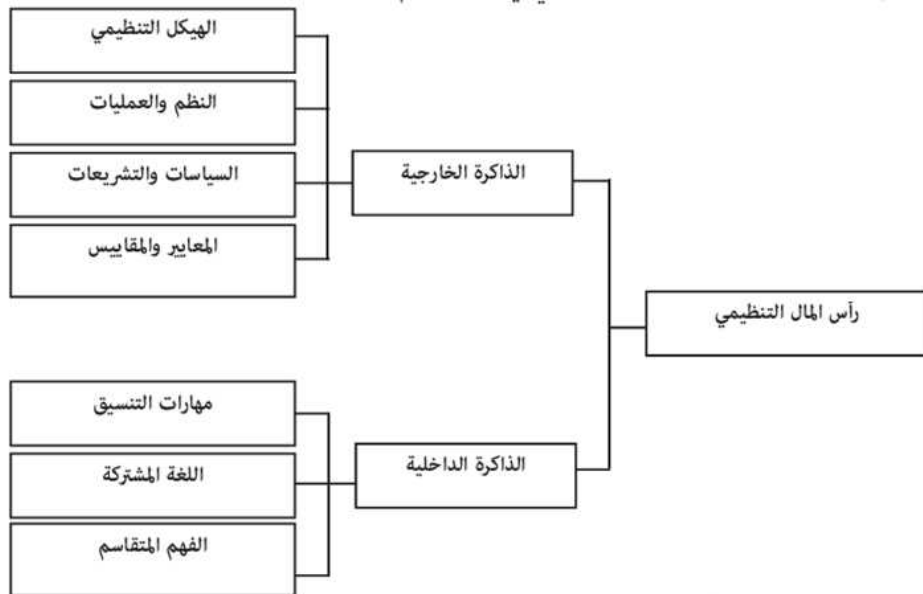 رأس المال التنظيمي
الذاكرة الخارجية
الهيكل التنظيمي
النظم والعمليات
السياسات والتشريعات
المعايير والمقاييس
الذاكرة الداخلية
مهارات التنسيق
اللغة المشتركة
الفهم المتقاسم